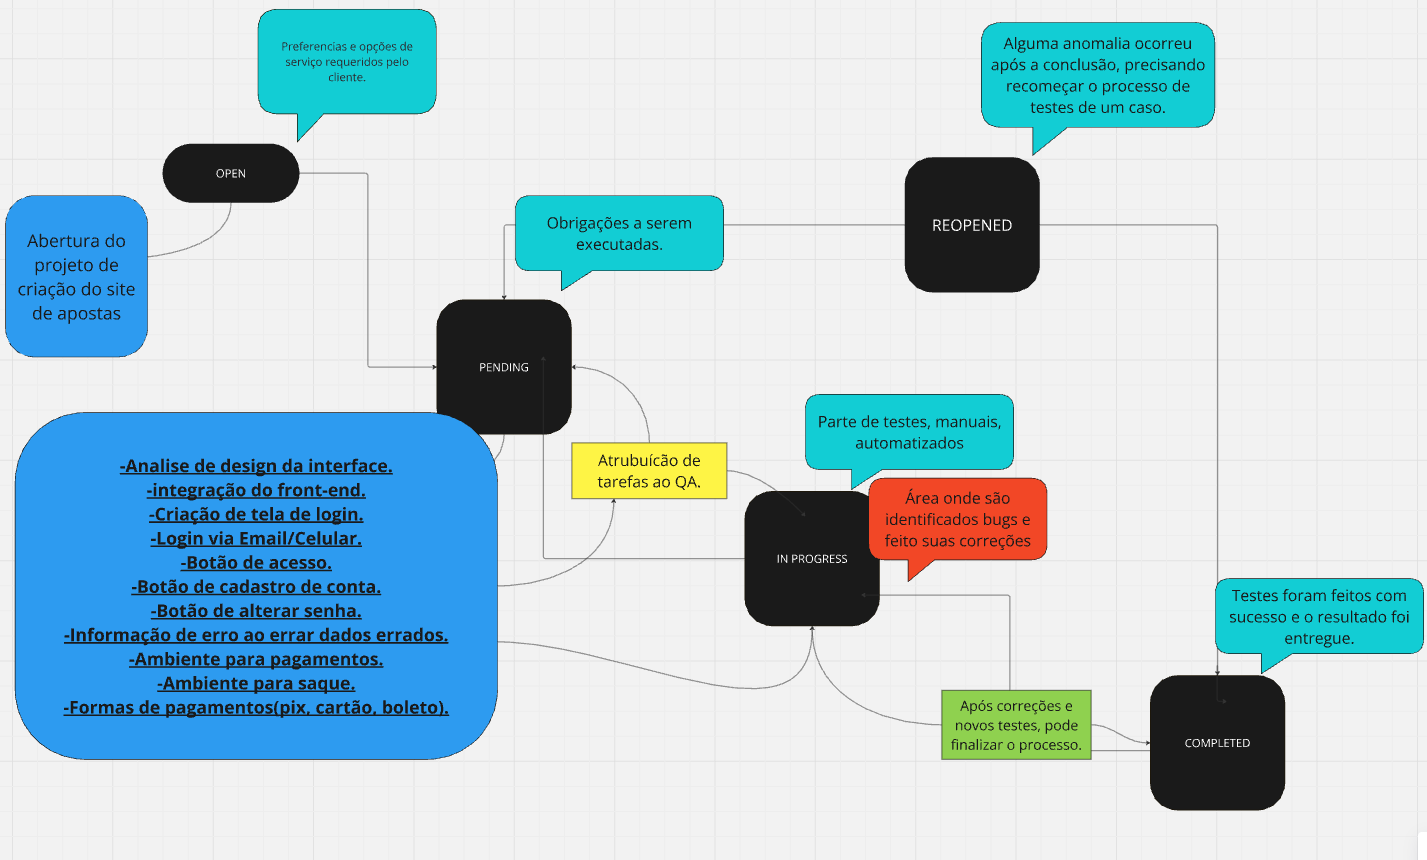 Preferencias e opções de
serviço requeridos pelo
cliente.
Alguma anomalia ocorreu
após a conclusão, precisando
recomeçar o processo de
testes de um caso.
OPEN
Abertura do
projeto de
criação do site
de apostas
Obrigações a serem
executadas.
REOPENED
PENDING
Parte de testes, manuais,
automatizados
Atrubuícão de
tarefas ao QA.
Área onde são
identificados bugs e
feito suas correções
IN PROGRESS
-Analise de design da interface.
-integração do front-end.
-Criação de tela de login.
-Login via Email/Celular.
-Botão de acesso.
-Botão de cadastro de conta.
-Botão de alterar senha.
-Informação de erro ao errar dados errados.
-Ambiente para pagamentos.
-Ambiente para saque.
-Formas de pagamentos(pix, cartão, boleto).
Testes foram feitos com
sucesso e o resultado foi
entregue.
Após correções e
novos testes, pode
finalizar o processo.
COMPLETED